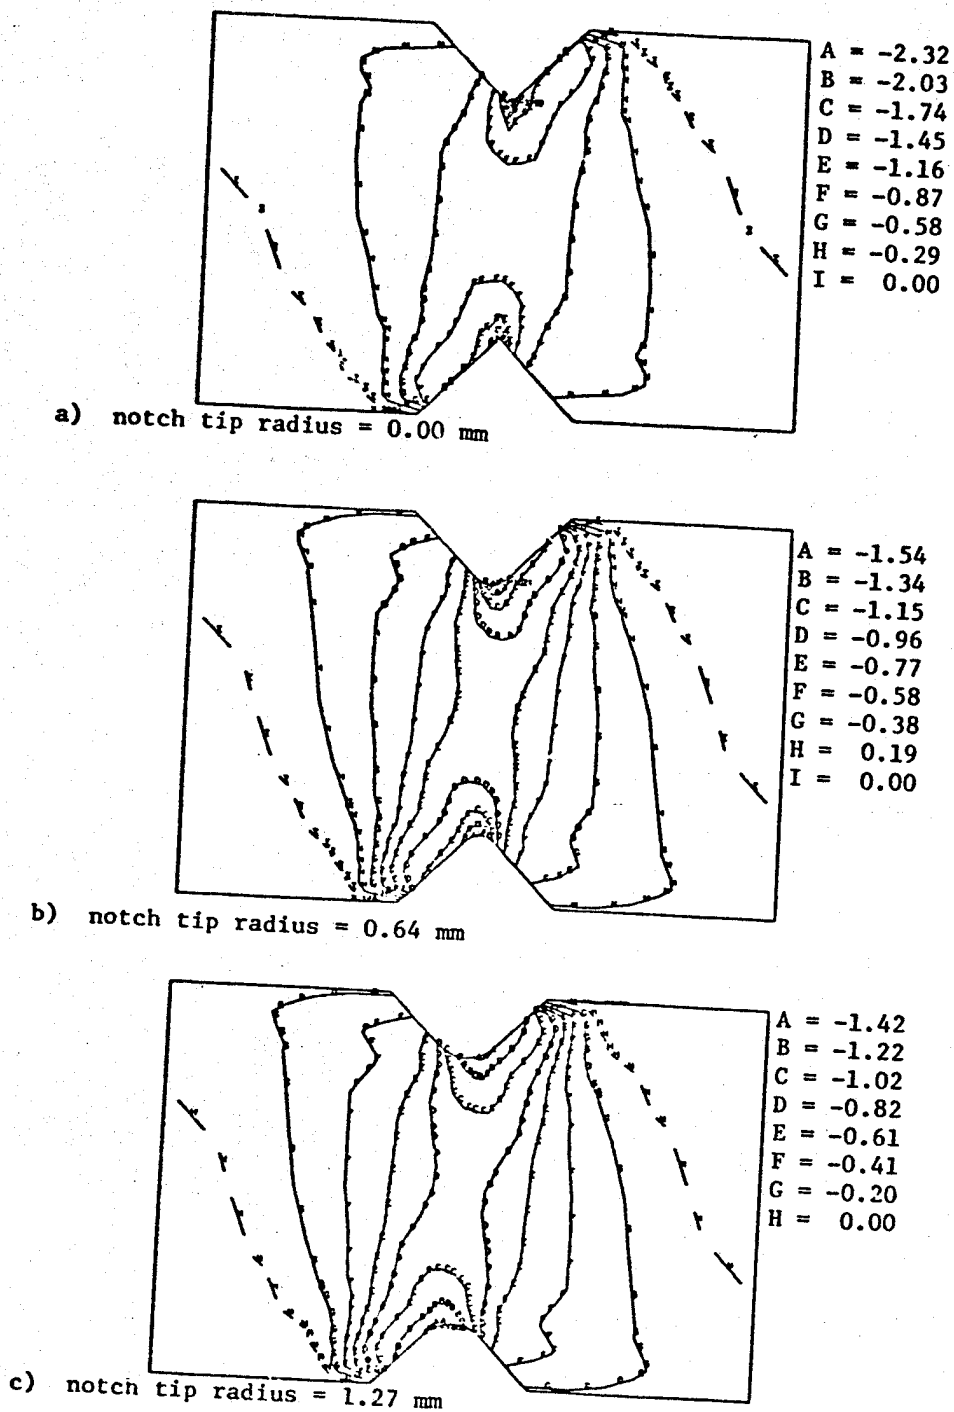 A = -2.32
B = -2.03
C = -1.74
D = -1.45
E = -1.16
F = -0.87
G = -0.58
H = -0.29
I = 0.00
a) notch tip radius = 0.00 mm
A = -1.54
B = -1.34
C = -1.15
D = -0.96
E = -0.77
F = -0.58
G = -0.38
H = 0.19
I = 0.00
b) notch tip radius = 0.64 mm
A = -1.42
B = -1.22
C = -1.02
D = -0.82
E = -0.61
F = -0.41
G = -0.20
H = 0.00
c) notch tip radius = 1.27 mm